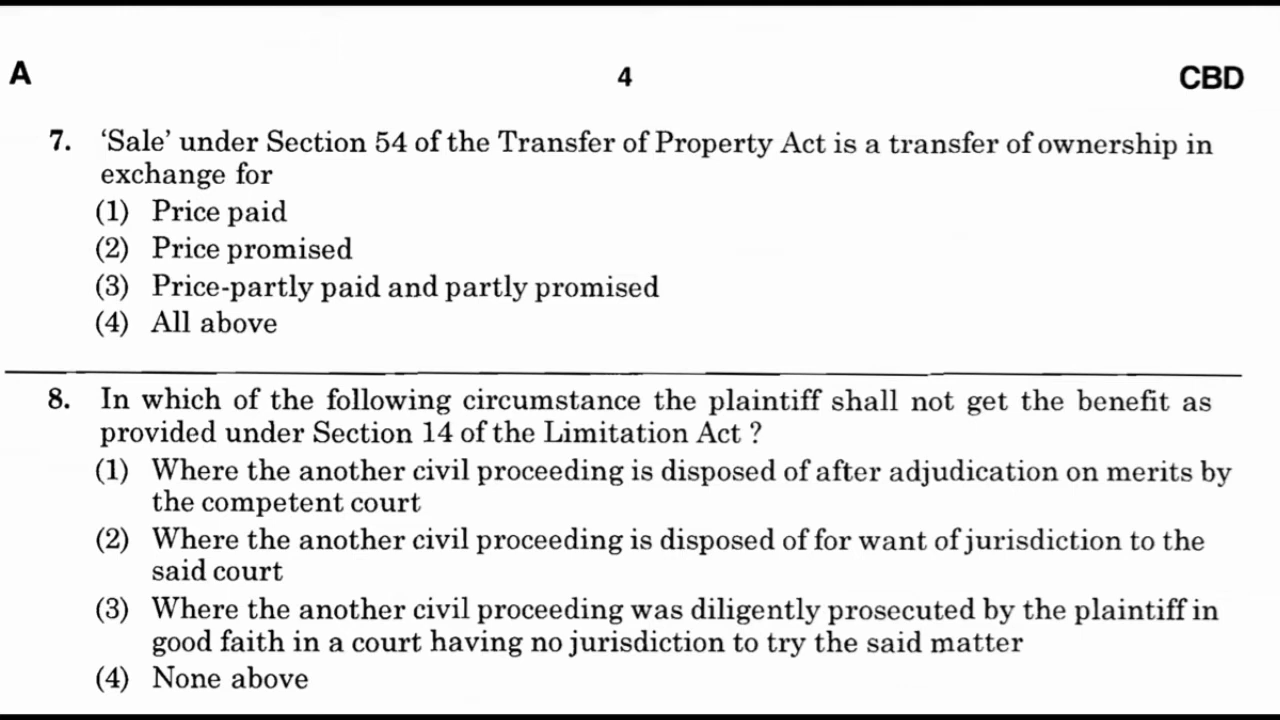 A 4 CBD
7. ‘Sale’ under Section 54 of the Transfer of Property Act is a transfer of ownership in
exchange for
(1) Price paid
(2) Price promised
(3) Price-partly paid and partly promised
(4) All above
8. In which of the following circumstance the plaintiff shall not get the benefit as
provided under Section 14 of the Limitation Act ?
(1) Where the another civil proceeding is disposed of after adjudication on merits by
the competent court
(2) Where the another civil proceeding is disposed of for want of jurisdiction to the
said court
(3) Where the another civil proceeding was diligently prosecuted by the plaintiff in
good faith in a court having no jurisdiction to try the said matter
(4) None above